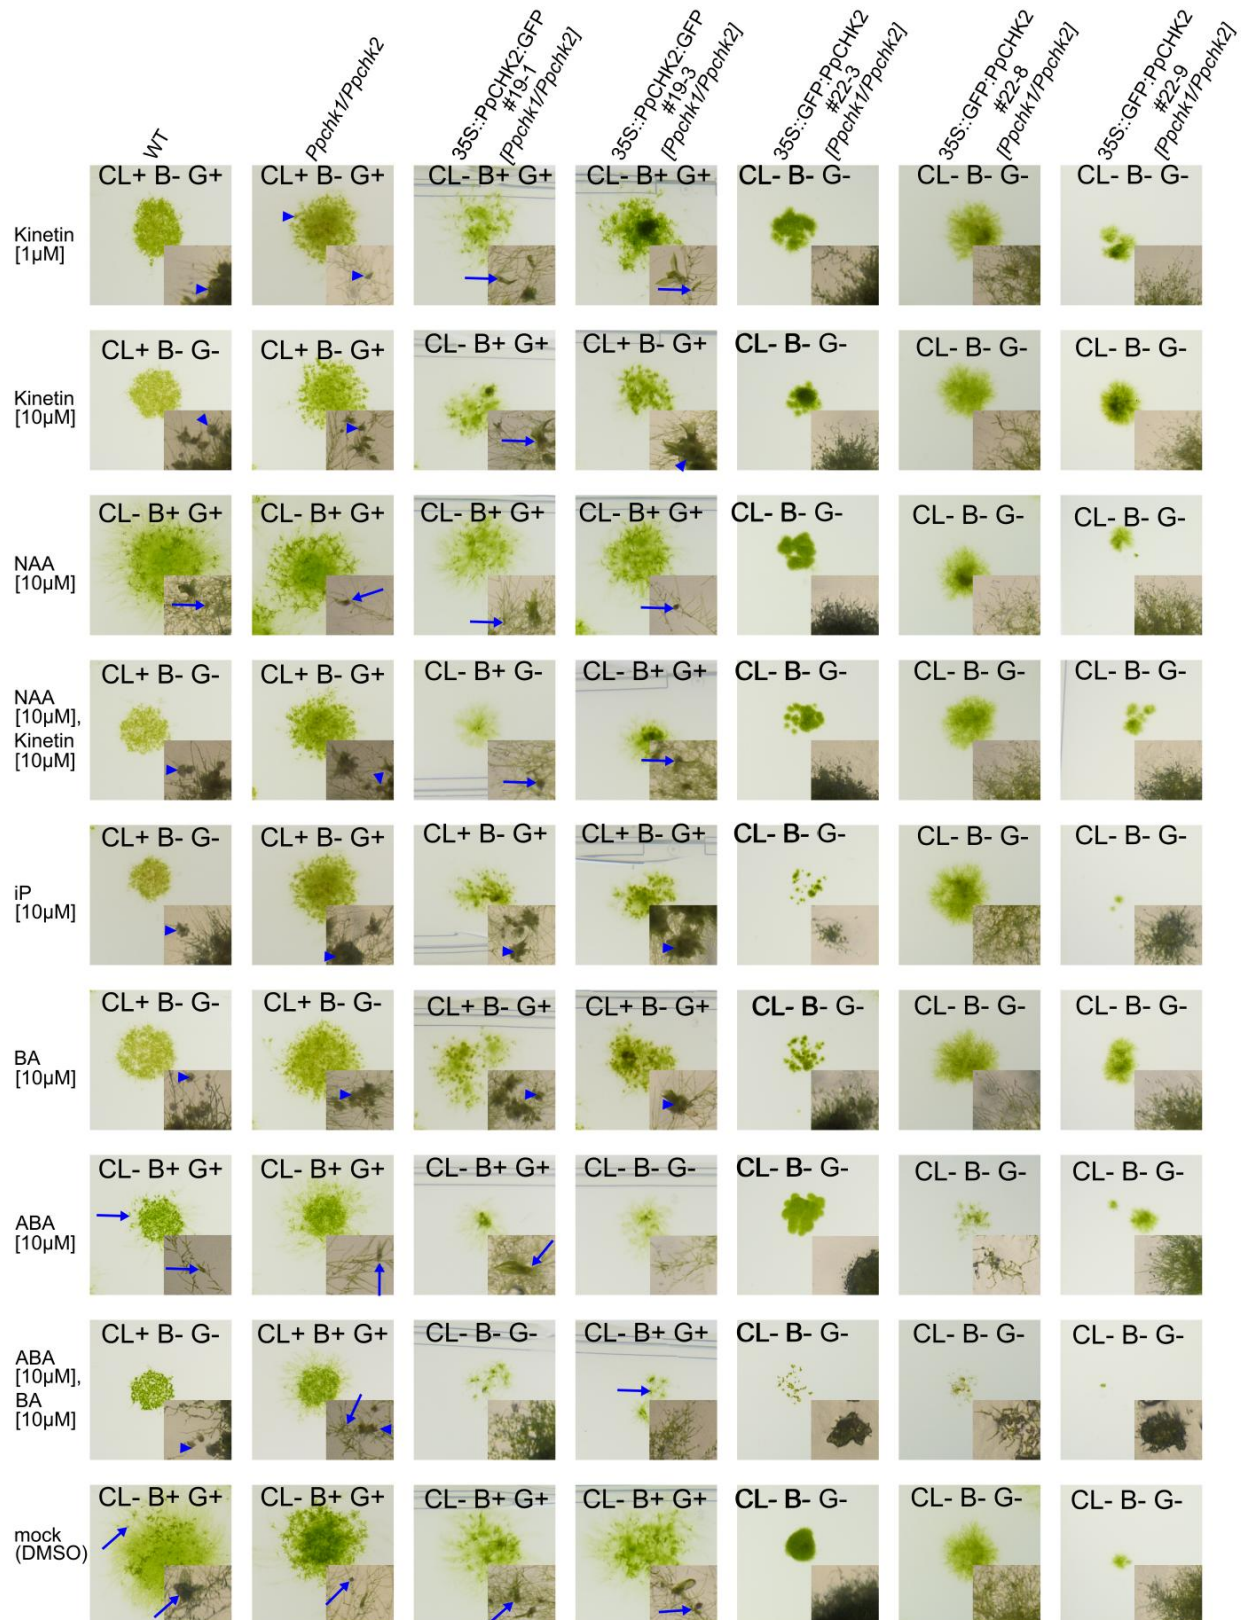 WT
Ppchk1/Ppchk2
35S::PpCHK2:GFP
#19-1
[Ppchk1/Ppchk2]
35S::PpCHK2:GFP
#19-3
[Ppchk1/Ppchk2]
35S::GFP:PpCHK2
#22-3
[Ppchk1/Ppchk2]
35S::GFP:PpCHK2
#22-8
[Ppchk1/Ppchk2]
35S::GFP:PpCHK2
#22-9
[Ppchk1/Ppchk2]
Kinetin
[1µM]
CL+ B- G+
CL+ B- G+
CL- B+ G+
CL- B+ G+
CL- B- G-
CL- B- G-
CL- B- G-
Kinetin
[10µM]
CL+ B- G-
CL+ B- G+
CL- B+ G+
CL+ B- G+
CL- B- G-
CL- B- G-
CL- B- G-
NAA
[10µM]
CL- B+ G+
CL- B+ G+
CL- B+ G+
CL- B+ G+
CL- B- G-
CL- B- G-
CL- B- G-
NAA
[10µM],
Kinetin
[10µM]
CL+ B- G-
CL+ B- G+
CL- B+ G-
CL- B+ G+
CL- B- G-
CL- B- G-
CL- B- G-
iP
[10µM]
CL+ B- G-
CL+ B- G+
CL+ B- G+
CL+ B- G+
CL- B- G-
CL- B- G-
CL- B- G-
BA
[10µM]
CL+ B- G-
CL+ B- G-
CL+ B- G+
CL+ B- G+
CL- B- G-
CL- B- G-
CL- B- G-
ABA
[10µM]
CL- B+ G+
CL- B+ G+
CL- B+ G+
CL- B- G-
CL- B- G-
CL- B- G-
CL- B- G-
ABA
[10µM],
BA
[10µM]
CL+ B- G-
CL+ B+ G+
CL- B- G-
CL- B+ G+
CL- B- G-
CL- B- G-
CL- B- G-
mock
(DMSO)
CL- B+ G+
CL- B+ G+
CL- B+ G+
CL- B+ G+
CL- B- G-
CL- B- G-
CL- B- G-